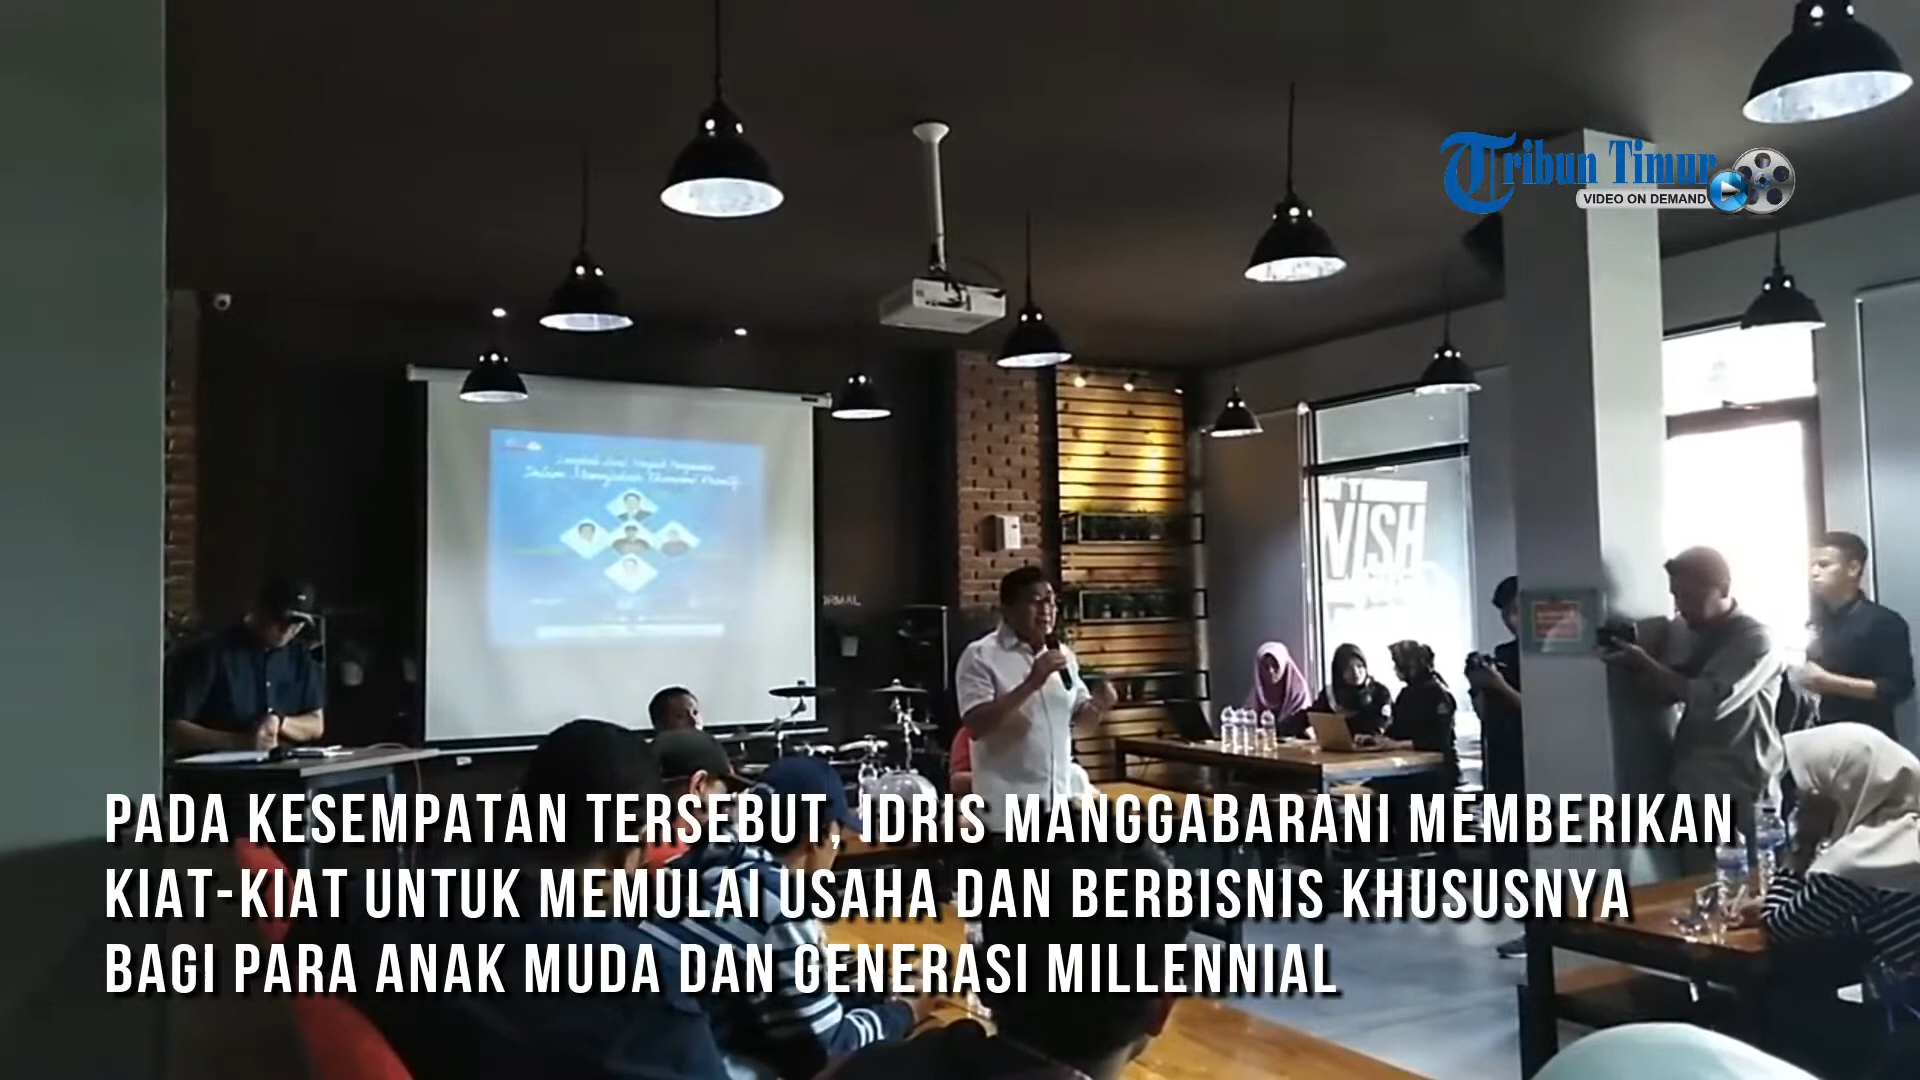 Tribun Timur
VIDEO ON DEMAND
VISH
PADA KESEMPATAN TERSEBUT, IDRIS MANGGABARANI MEMBERIKAN
KIAT-KIAT UNTUK MEMULAI USAHA DAN BERBISNIS KHUSUSNYA
BAGI PARA ANAK MUDA DAN GENERASI MILLENNIAL